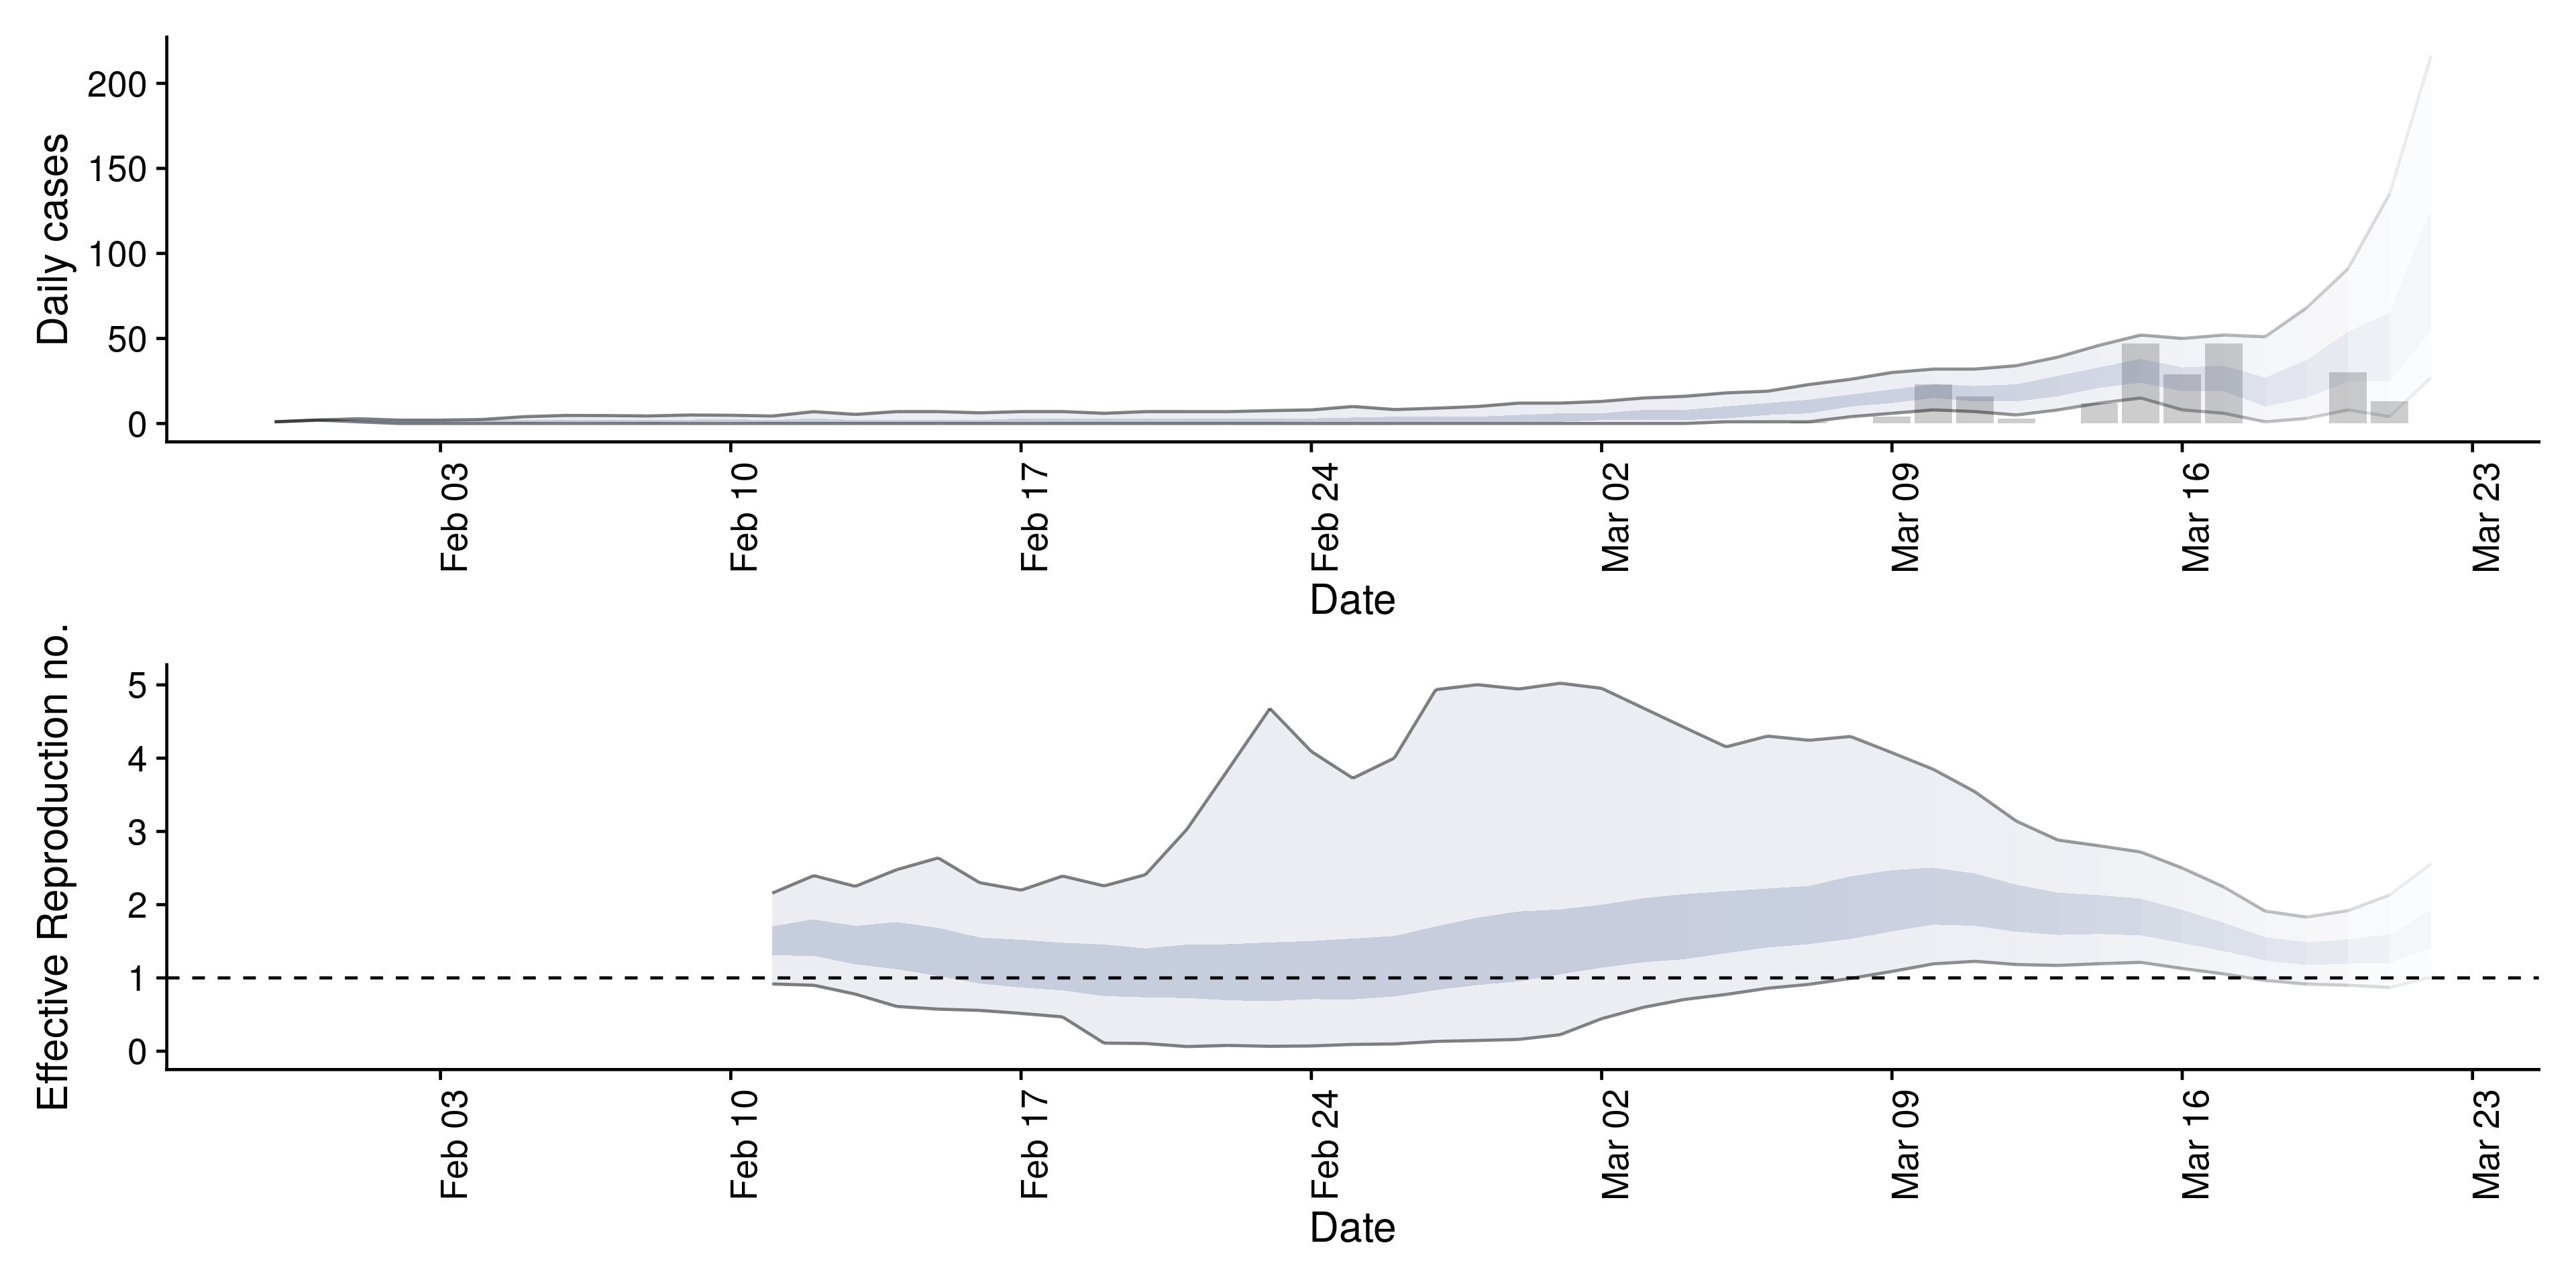 Daily cases
200
150
100
50
0
Feb 03
Feb 10
Feb 17
Feb 24
Mar 02
Mar 09
Mar 16
Mar 23
Date
Effective Reproduction no.
5
4
3
2
1
0
Feb 03
Feb 10
Feb 17
Feb 24
Mar 02
Mar 09
Mar 16
Mar 23
Date